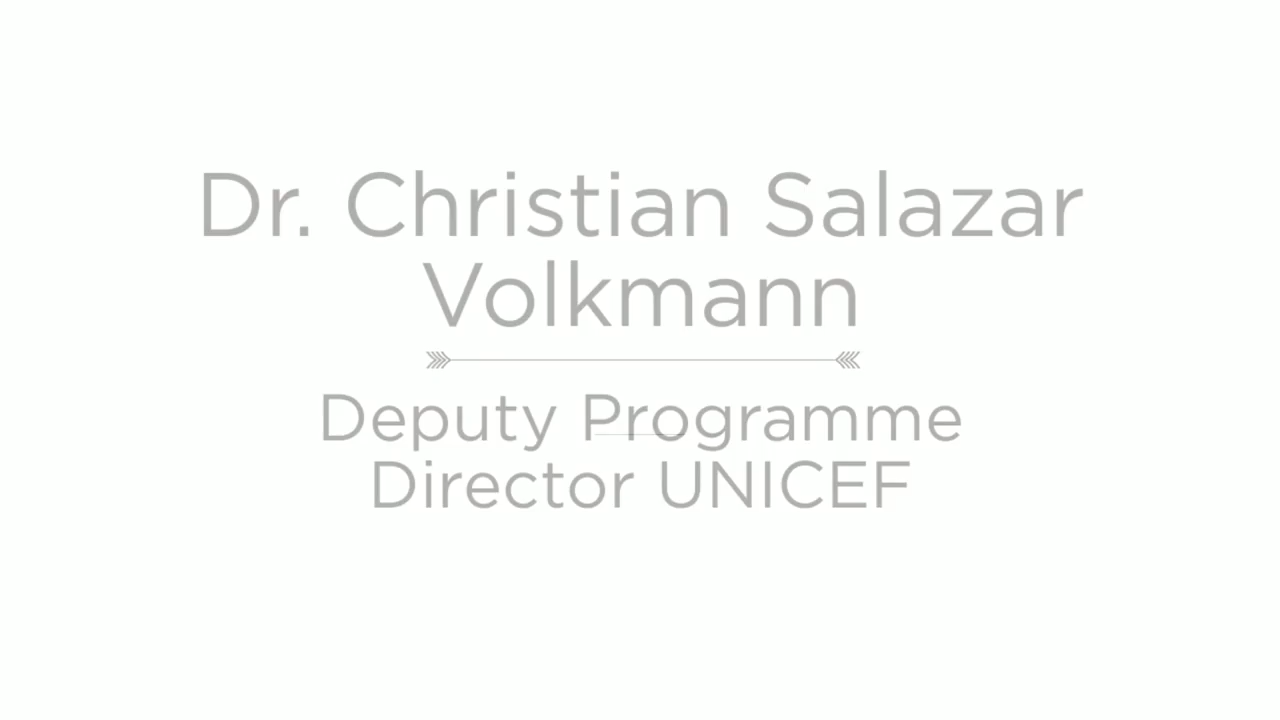 Dr. Christian Salazar
Volkmann
Deputy Programme
Director UNICEF